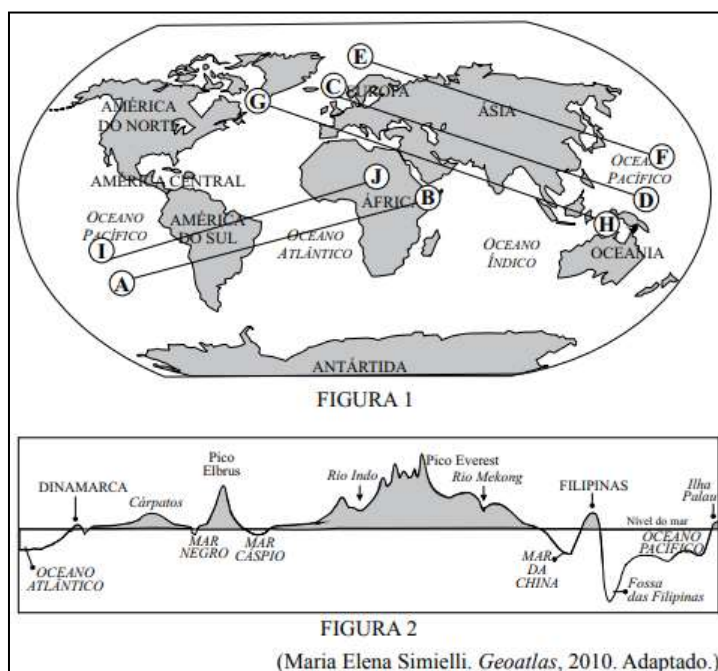 E
C
EUROPA
G
AMÉRICA
DO NORTE
ÁSIA
F
OCEANO
PACÍFICO
AMÉRICA CENTRAL
J
ÁFRICA
B
D
OCEANO
PACÍFICO
AMÉRICA
DO SUL
OCEANO
ATLÂNTICO
H
I
A
OCEANO
ÍNDICO
OCEANIA
ANTÁRTIDA
FIGURA 1
DINAMARCA
Cárpatos
Pico
Elbrus
Rio Indo
Pico Everest
Rio Mekong
FILIPINAS
Ilha
Palau
Nível do mar
OCEANO
PACÍFICO
OCEANO
ATLÂNTICO
MAR
NEGRO
MAR
CÁSPIO
MAR
DA
CHINA
Fossa
das Filipinas
FIGURA 2
(Maria Elena Simielli. Geoatlas, 2010. Adaptado.)